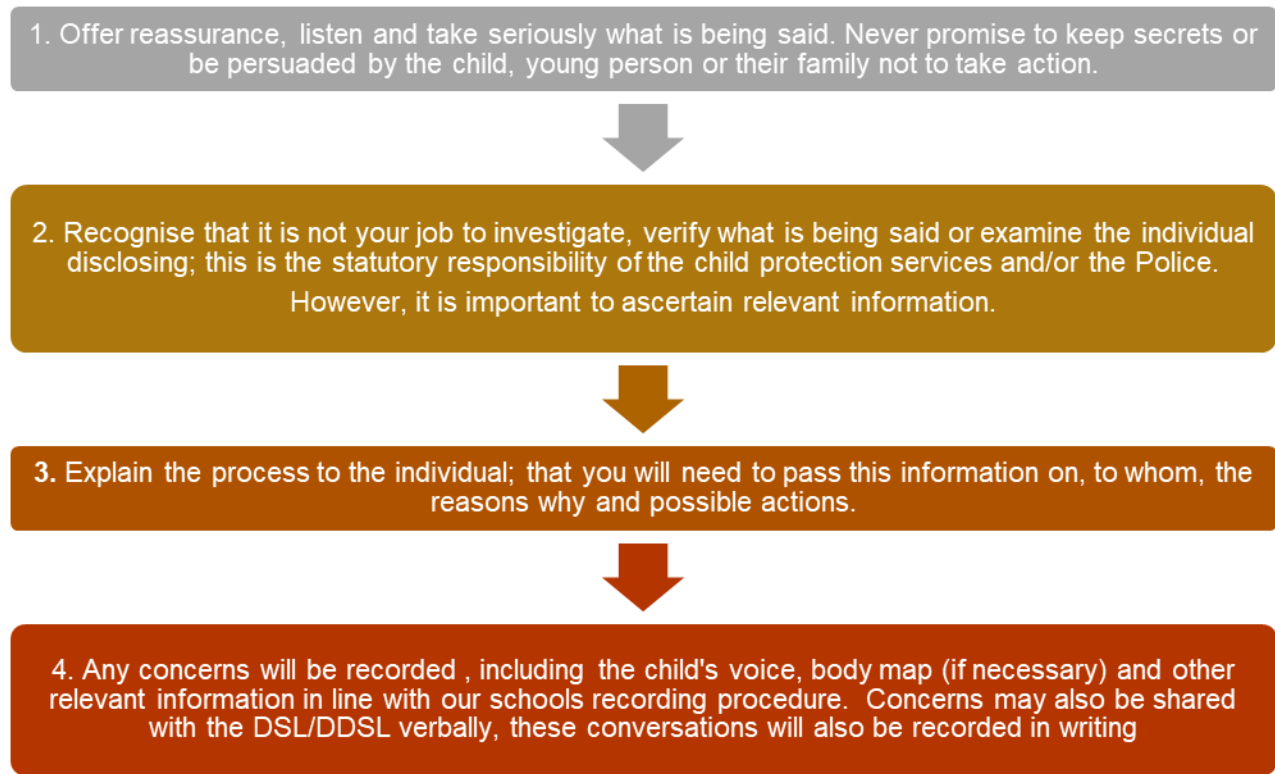 1. Offer reassurance, listen and take seriously what is being said. Never promise to keep secrets or
be persuaded by the child, young person or their family not to take action.
2. Recognise that it is not your job to investigate, verify what is being said or examine the individual
disclosing; this is the statutory responsibility of the child protection services and/or the Police.
However, it is important to ascertain relevant information.
3. Explain the process to the individual; that you will need to pass this information on, to whom, the
reasons why and possible actions.
4. Any concerns will be recorded , including the child's voice, body map (if necessary) and other
relevant information in line with our schools recording procedure. Concerns may also be shared
with the DSL/DDSL verbally, these conversations will also be recorded in writing